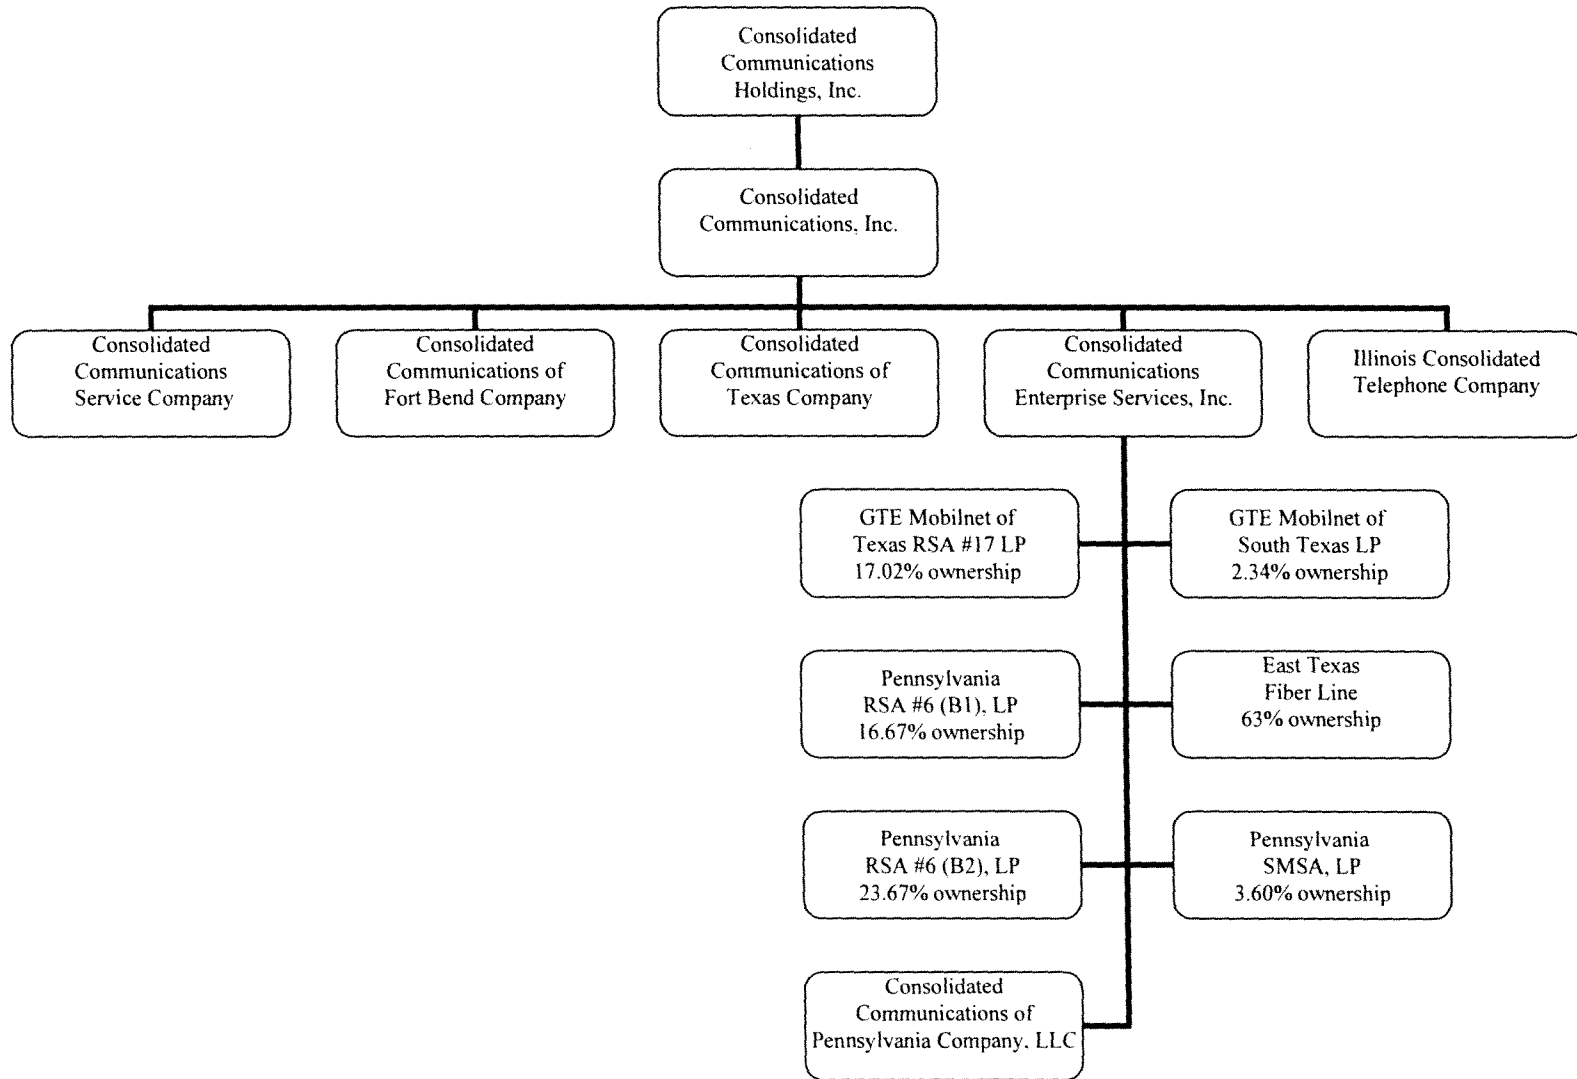 Consolidated
Communications
Holdings, Inc.
Consolidated
Communications, Inc.
Consolidated
Communications
Service Company
Consolidated
Communications of
Fort Bend Company
Consolidated
Communications of
Texas Company
Consolidated
Communications
Enterprise Services, Inc.
Illinois Consolidated
Telephone Company
GTE Mobilnet of
Texas RSA #17 LP
17.02% ownership
GTE Mobilnet of
South Texas LP
2.34% ownership
Pennsylvania
RSA #6 (B1), LP
16.67% ownership
East Texas
Fiber Line
63% ownership
Pennsylvania
RSA #6 (B2), LP
23.67% ownership
Pennsylvania
SMSA, LP
3.60% ownership
Consolidated
Communications of
Pennsylvania Company, LLC